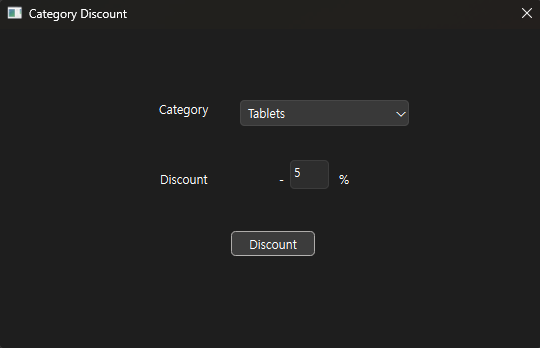 Category Discount
Category Tablets
Discount - 5 %
Discount